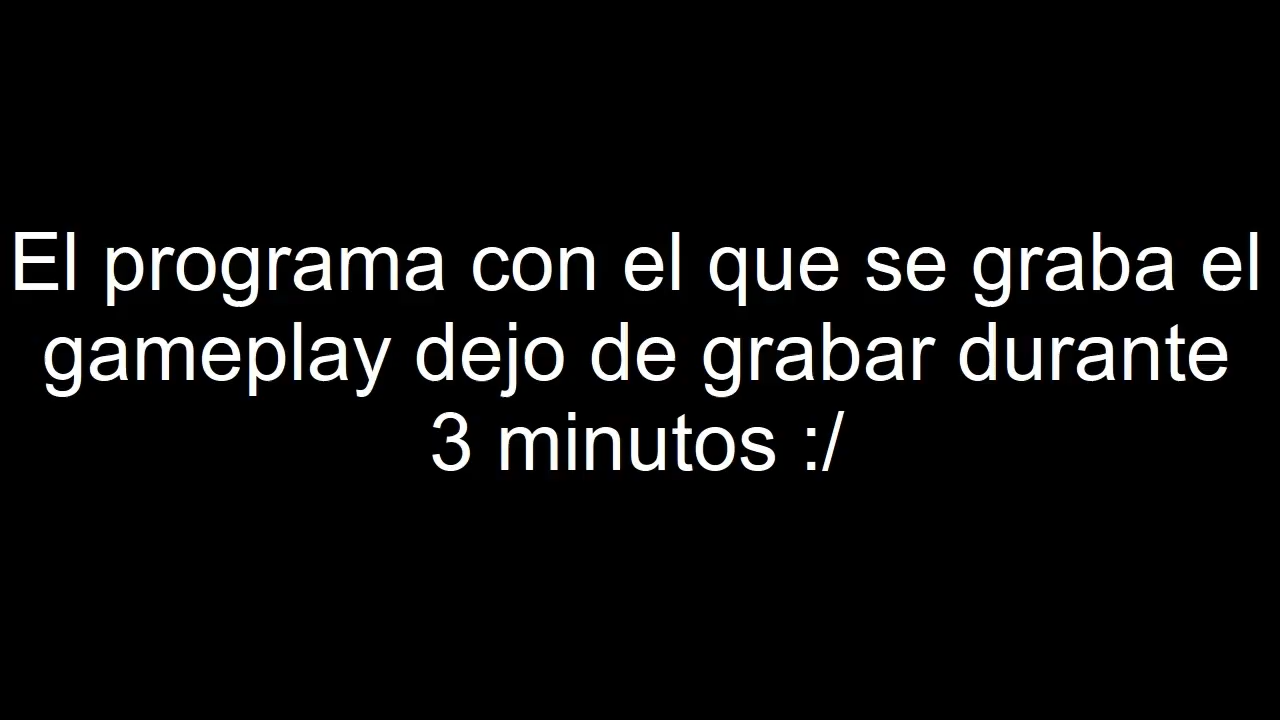 El programa con el que se graba el
gameplay dejo de grabar durante
3 minutos :/